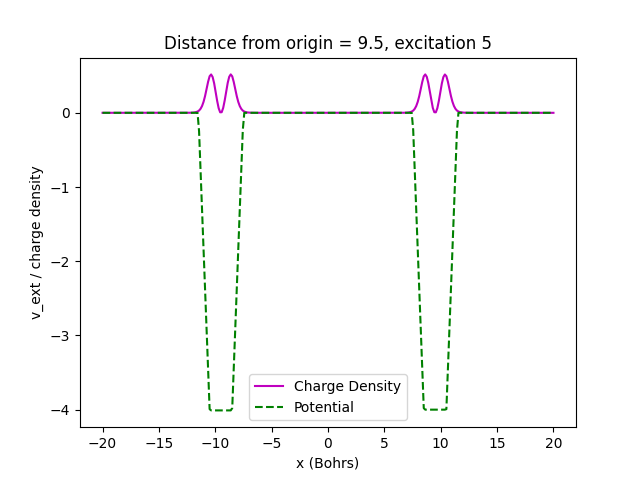 Distance from origin = 9.5, excitation 5
v_ext / charge density
0
−1
−2
−3
−4
Charge Density
Potential
−20 −15 −10 −5 0 5 10 15 20
x (Bohrs)